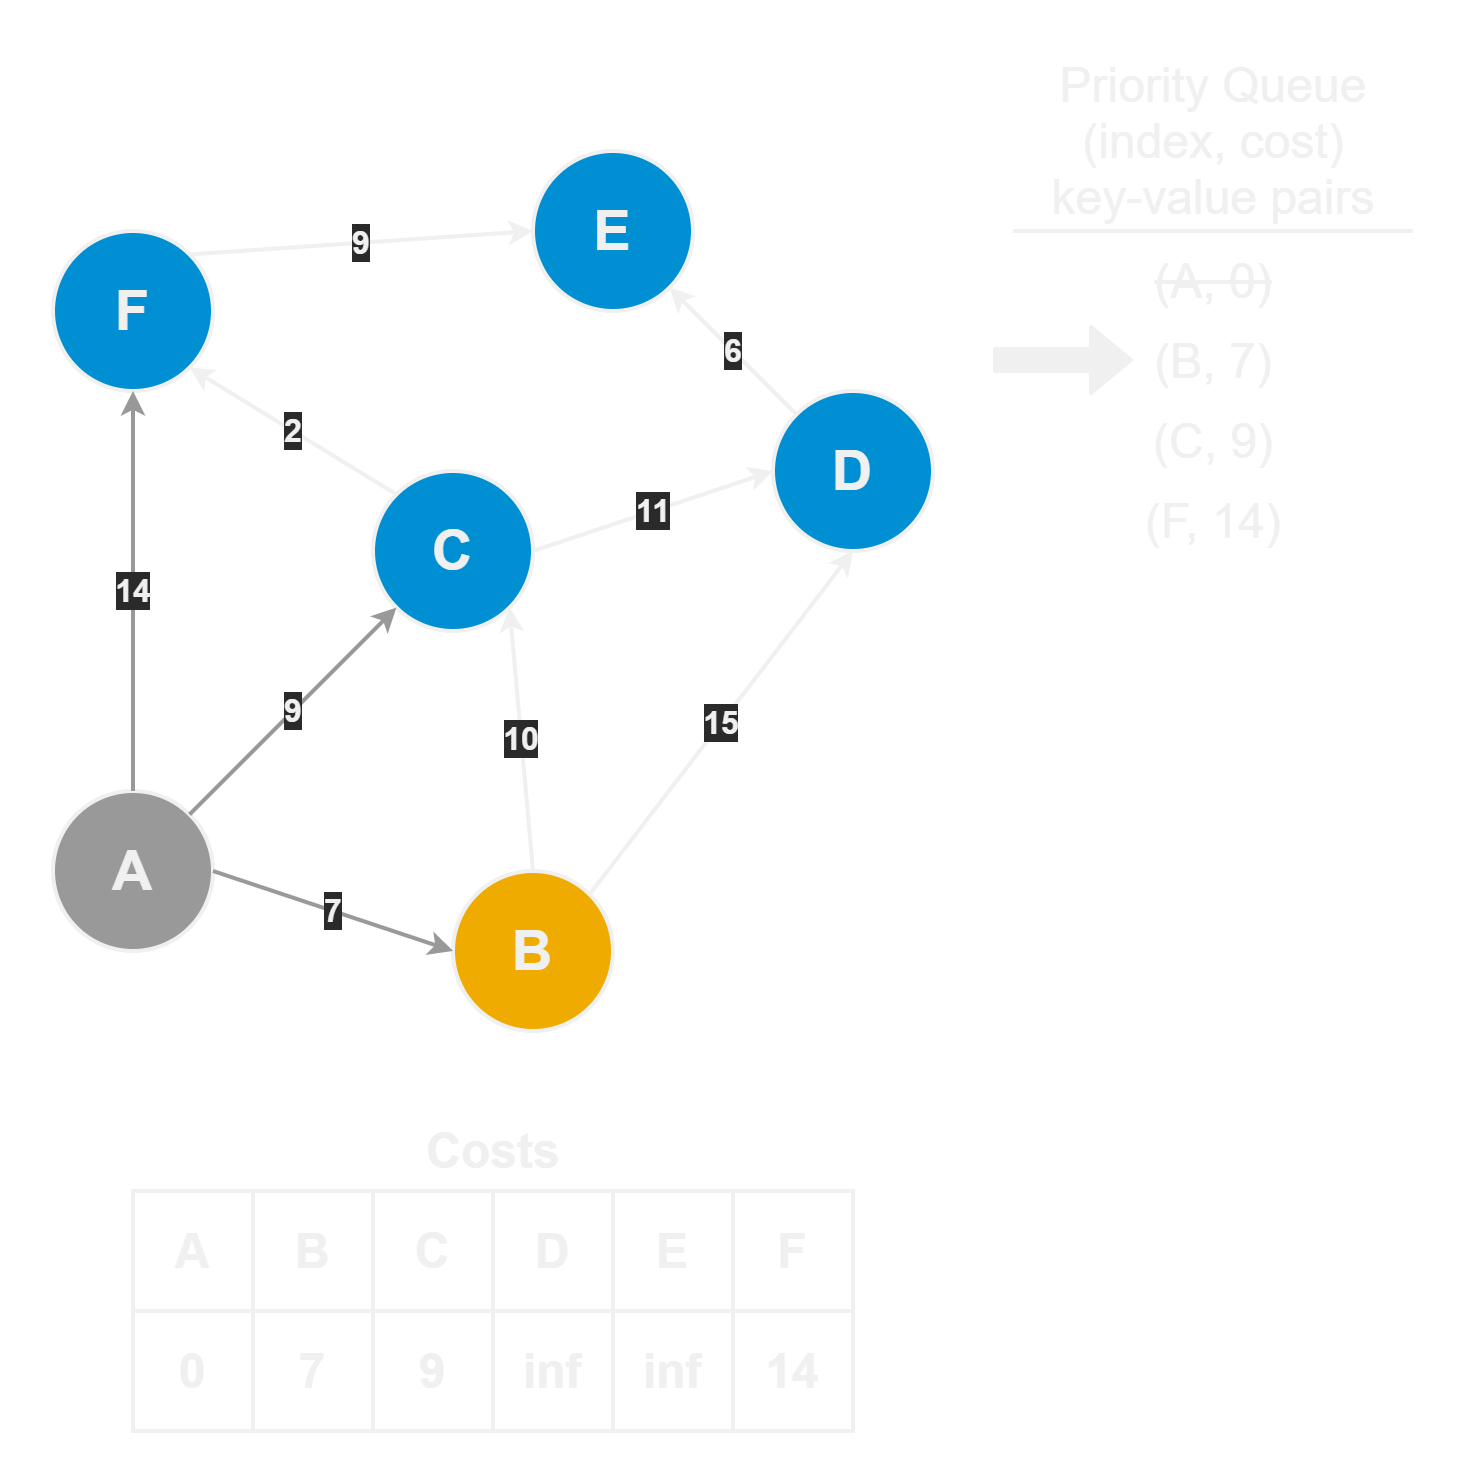 Priority Queue
(index, cost)
key-value pairs
(A, 0)
(B, 7)
(C, 9)
(F, 14)
E
9
F
6
2
D
11
C
14
9
10
15
A
7
B
Costs
A B C D E F
0 7 9 inf inf 14